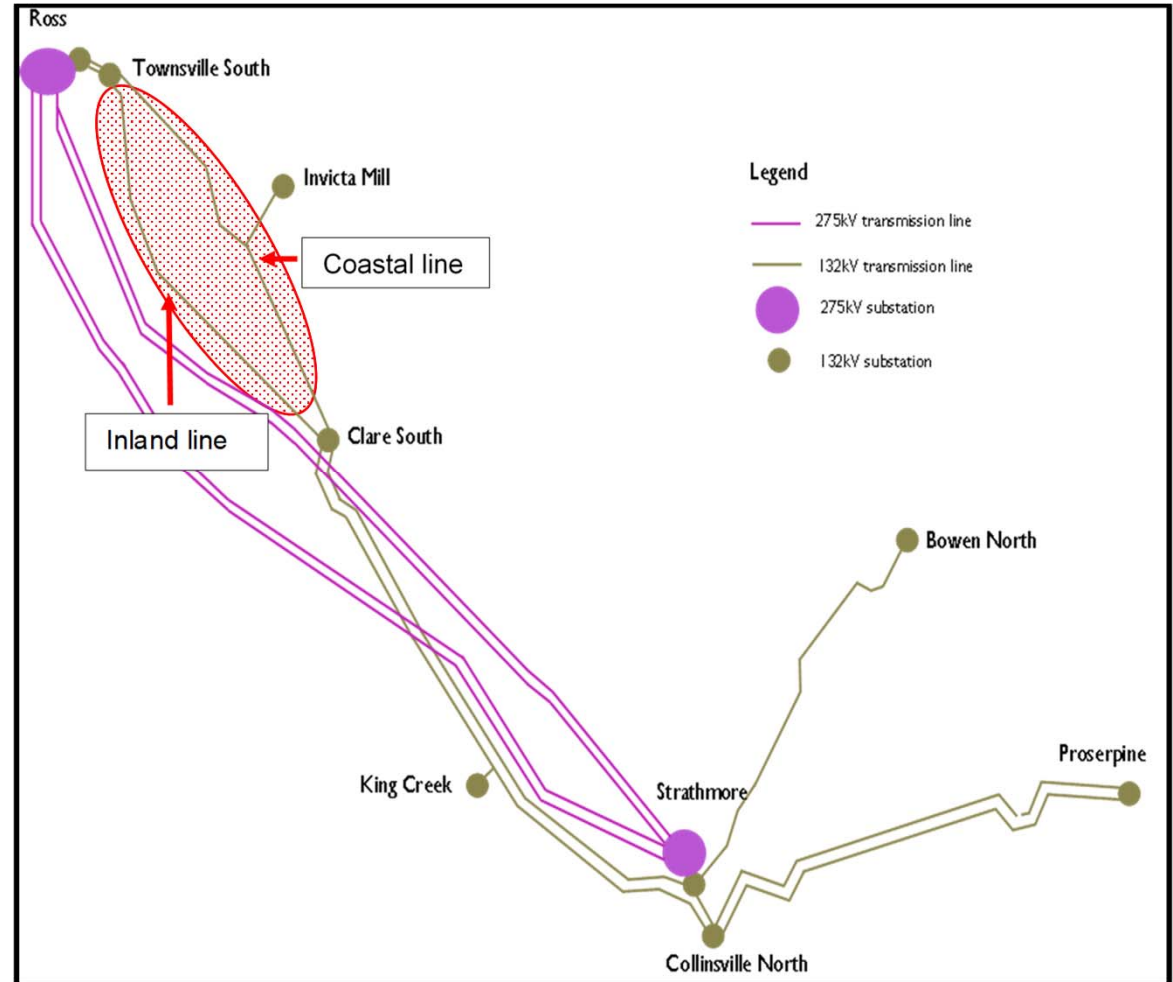 Ross
Townsville South
Invicta Mill
Legend
275kV transmission line
132kV transmission line
275kV substation
132kV substation
Coastal line
Inland line
Clare South
Bowen North
King Creek
Strathmore
Proserpine
Collinsville North